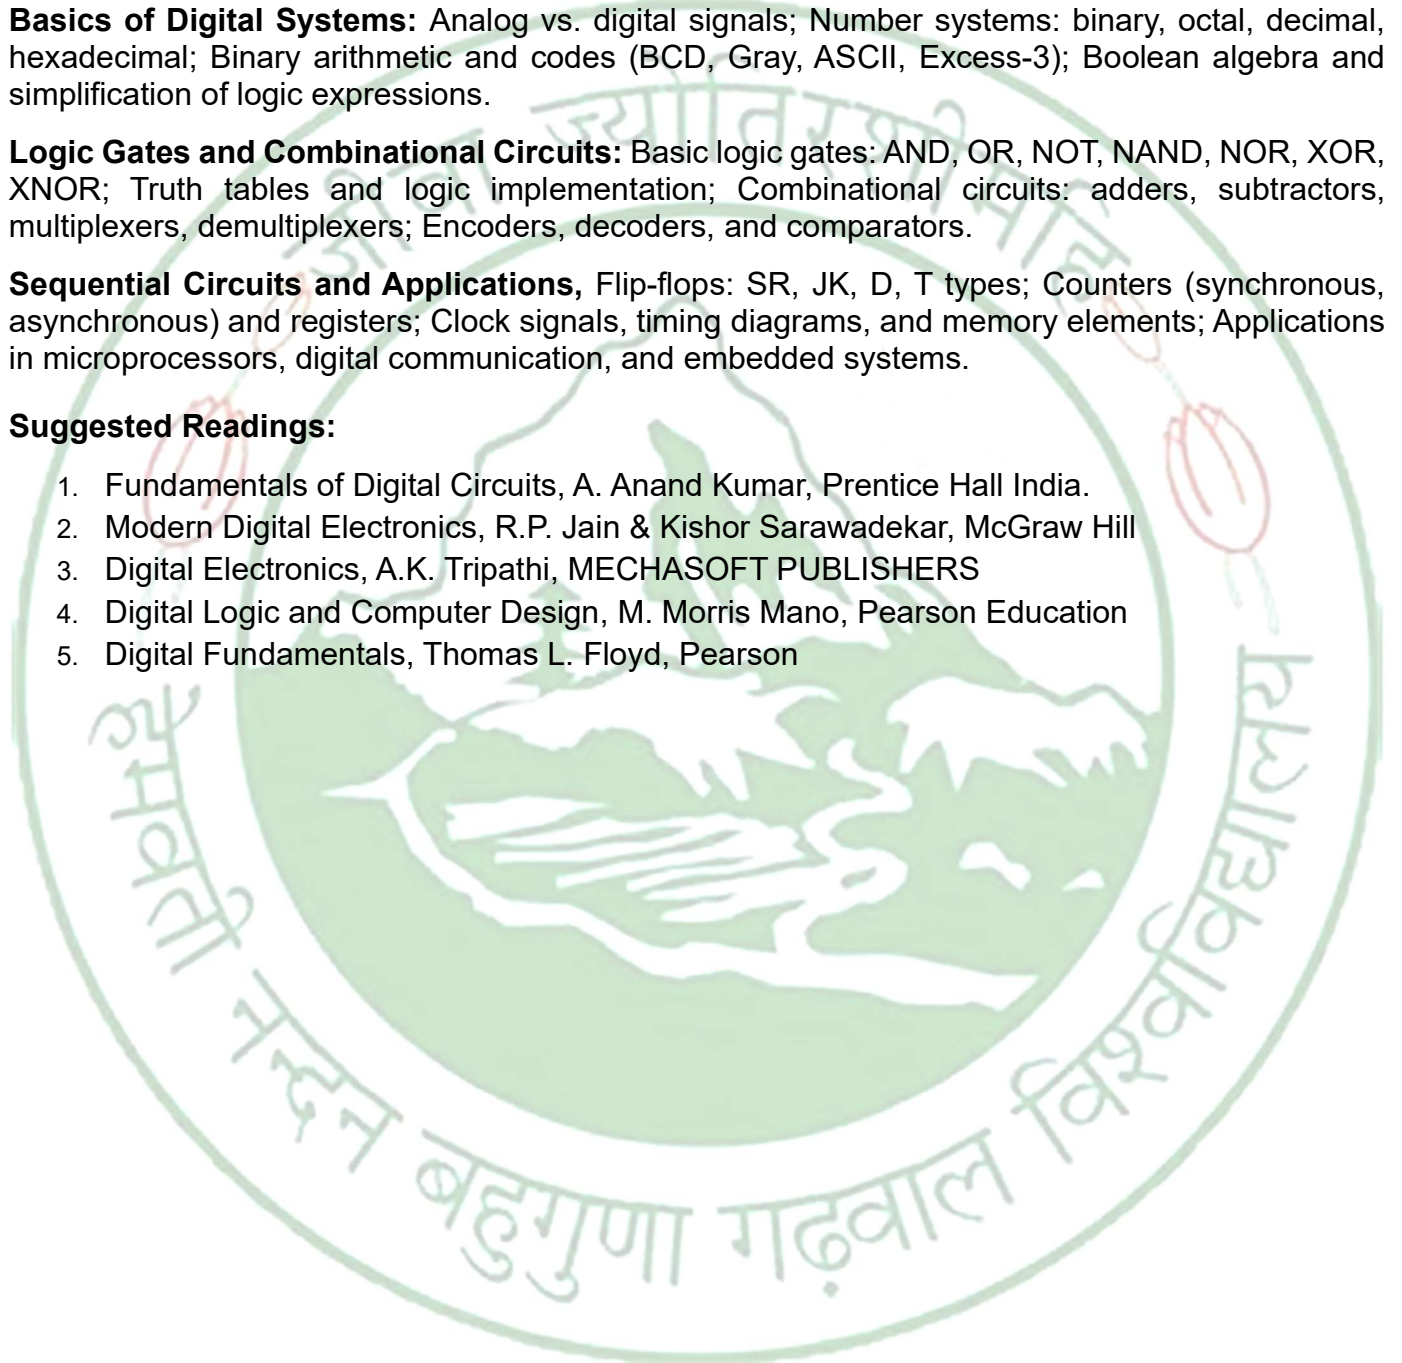 Basics of Digital Systems: Analog vs. digital signals; Number systems: binary, octal, decimal,
hexadecimal; Binary arithmetic and codes (BCD, Gray, ASCII, Excess-3); Boolean algebra and
simplification of logic expressions.
Logic Gates and Combinational Circuits: Basic logic gates: AND, OR, NOT, NAND, NOR, XOR,
XNOR; Truth tables and logic implementation; Combinational circuits: adders, subtractors,
multiplexers, demultiplexers; Encoders, decoders, and comparators.
Sequential Circuits and Applications, Flip-flops: SR, JK, D, T types; Counters (synchronous,
asynchronous) and registers; Clock signals, timing diagrams, and memory elements; Applications
in microprocessors, digital communication, and embedded systems.
Suggested Readings:
1. Fundamentals of Digital Circuits, A. Anand Kumar, Prentice Hall India.
2. Modern Digital Electronics, R.P. Jain & Kishor Sarawadekar, McGraw Hill
3. Digital Electronics, A.K. Tripathi, MECHASOFT PUBLISHERS
4. Digital Logic and Computer Design, M. Morris Mano, Pearson Education
5. Digital Fundamentals, Thomas L. Floyd, Pearson
हेमवती नन्दन बहुगुणा गढ़वाल विश्वविद्यालय